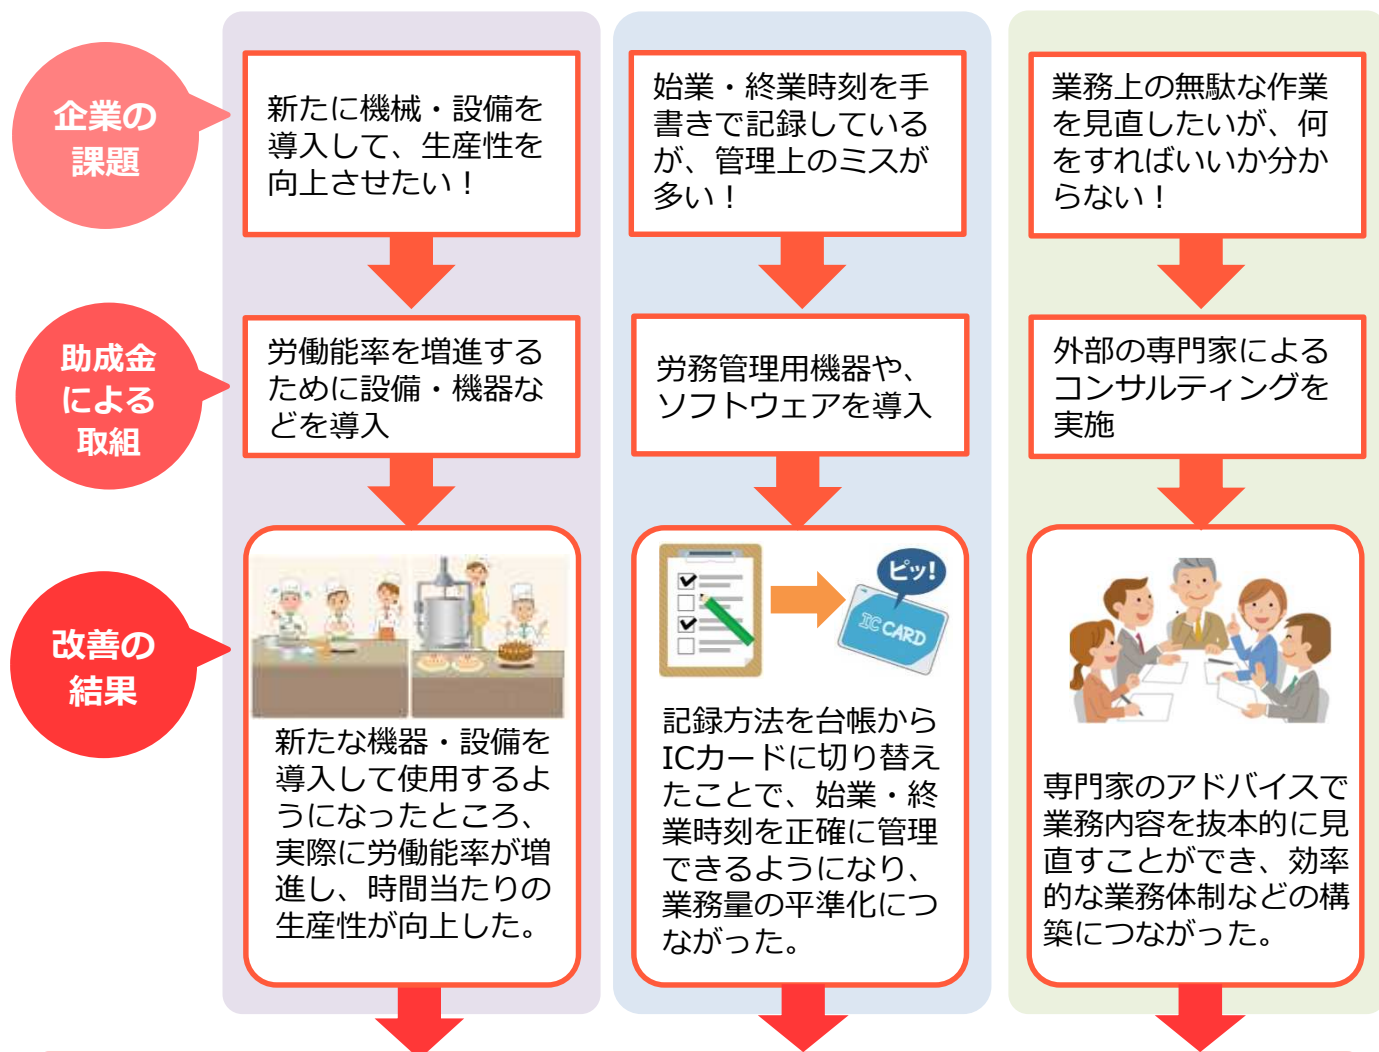 企業の
課題
新たに機械・設備を
導入して、生産性を
向上させたい！
始業・終業時刻を手
書きで記録している
が、管理上のミスが
多い！
業務上の無駄な作業
を見直したいが、何
をすればいいか分か
らない！
助成金
による
取組
労働能率を増進する
ために設備・機器な
どを導入
労務管理用機器や、
ソフトウェアを導入
外部の専門家による
コンサルティングを
実施
改善の
結果
新たな機器・設備を
導入して使用するよ
うになったところ、
実際に労働能率が増
進し、時間当たりの
生産性が向上した。
ピッ!
IC CARD
記録方法を台帳から
ICカードに切り替え
たことで、始業・終
業時刻を正確に管理
できるようになり、
業務量の平準化につ
ながった。
専門家のアドバイスで
業務内容を抜本的に見
直すことができ、効率
的な業務体制などの構
築につながった。